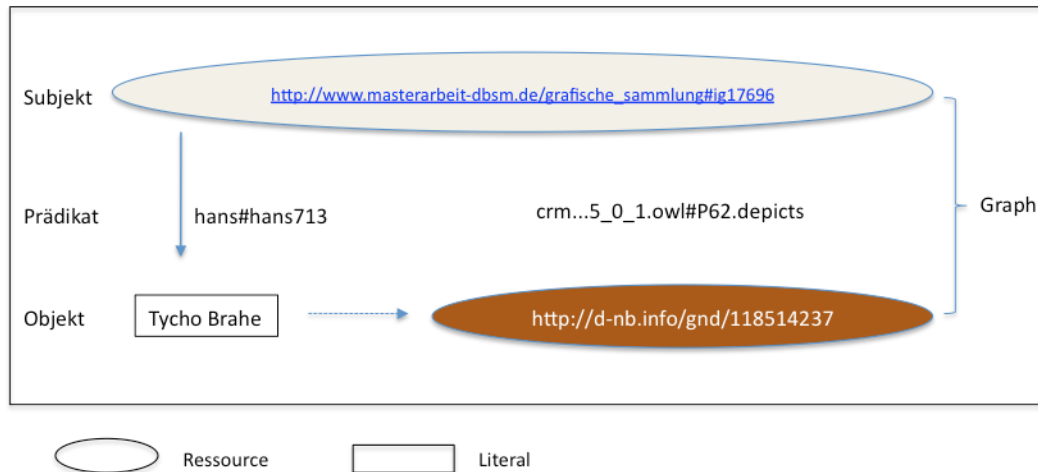 Subjekt
http://www.masterarbeit-dbsm.de/grafische_sammlung#ig17696
Prädikat
hans#hans713
crm...5_0_1.owl#P62.depicts
Graph
Objekt
Tycho Brahe
http://d-nb.info/gnd/118514237
Ressource
Literal